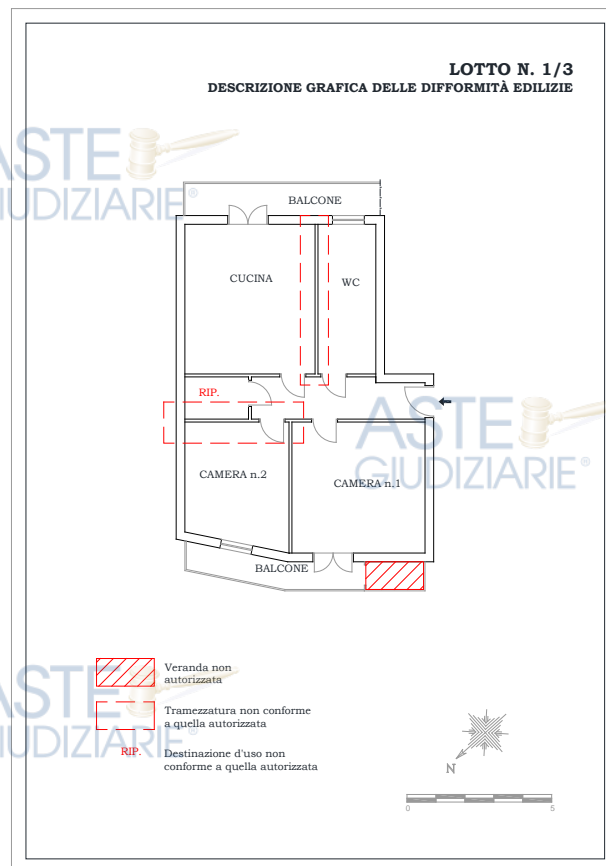 LOTTO N. 1/3
DESCRIZIONE GRAFICA DELLE DIFFORMITÀ EDILIZIE
ASTE
GIUDIZIARIE®
BALCONE
CUCINA
WC
RIP.
ASTE
GIUDIZIARIE®
CAMERA n.2
CAMERA n.1
BALCONE
Veranda non
autorizzata
ASTE
GIUDIZIARIE®
Tramezzatura non conforme
a quella autorizzata
RIP.
Destinazione d'uso non
conforme a quella autorizzata
N
0
5